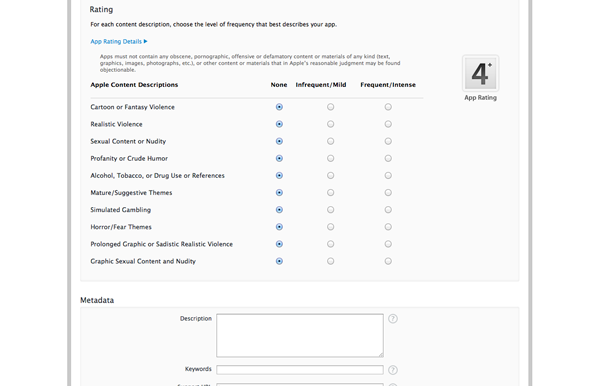 Rating
For each content description, choose the level of frequency that best describes your app.
App Rating Details ▶
Apps must not contain any obscene, pornographic, offensive or defamatory content or materials of any kind (text,
graphics, images, photographs, etc.), or other content or materials that in Apple's reasonable judgment may be found
objectionable.
4+
App Rating
Apple Content Descriptions None Infrequent/Mild Frequent/Intense
Cartoon or Fantasy Violence
Realistic Violence
Sexual Content or Nudity
Profanity or Crude Humor
Alcohol, Tobacco, or Drug Use or References
Mature/Suggestive Themes
Simulated Gambling
Horror/Fear Themes
Prolonged Graphic or Sadistic Realistic Violence
Graphic Sexual Content and Nudity
Metadata
Description ?
Keywords ?